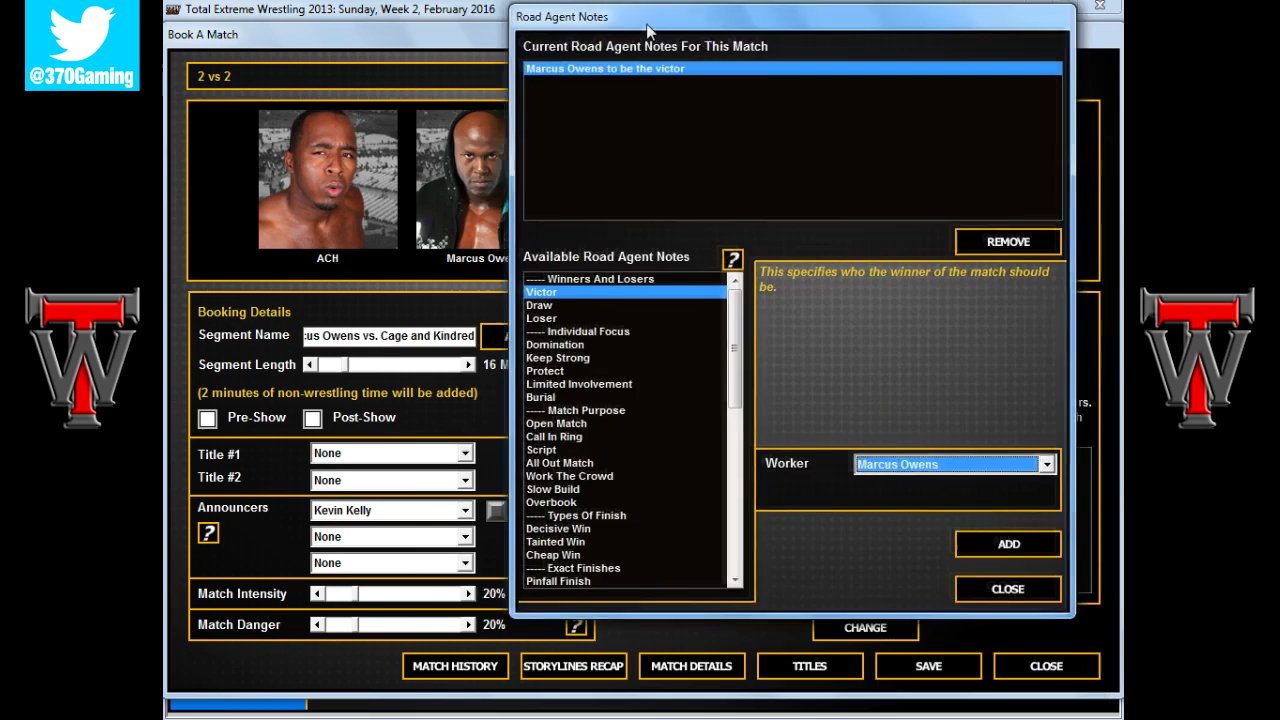 Total Extreme Wrestling 2013: Sunday, Week 2, February 2016
Book A Match
@370Gaming
2 vs 2
ACH
Marcus Owe
Booking Details
Segment Name
:us Owens vs. Cage and Kindred
Segment Length
16 M
(2 minutes of non-wrestling time will be added)
Pre-Show
Post-Show
Title #1
None
Title #2
None
Announcers
Kevin Kelly
?
None
None
Match Intensity
20%
Match Danger
20%
?
MATCH HISTORY
STORYLINES RECAP
MATCH DETAILS
TITLES
SAVE
CLOSE
CHANGE
rs.
h
Road Agent Notes
Current Road Agent Notes For This Match
Marcus Owens to be the victor
REMOVE
Available Road Agent Notes
?
----- Winners And Losers
Victor
Draw
Loser
----- Individual Focus
Domination
Keep Strong
Protect
Limited Involvement
Burial
----- Match Purpose
Open Match
Call In Ring
Script
All Out Match
Work The Crowd
Slow Build
Overbook
----- Types Of Finish
Decisive Win
Tainted Win
Cheap Win
----- Exact Finishes
Pinfall Finish
This specifies who the winner of the match should
be.
Worker
Marcus Owens
ADD
CLOSE